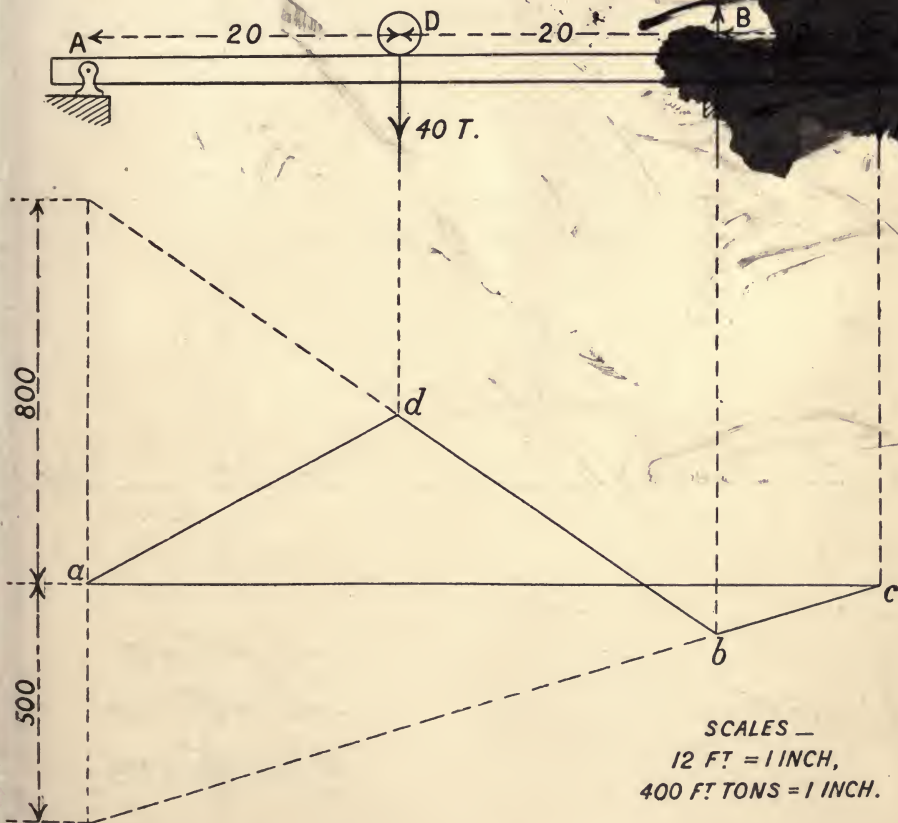 A 20 D 20 B
40 T.
800
d
a
c
b
500
SCALES _
12 FT = 1 INCH,
400 FT TONS = 1 INCH.